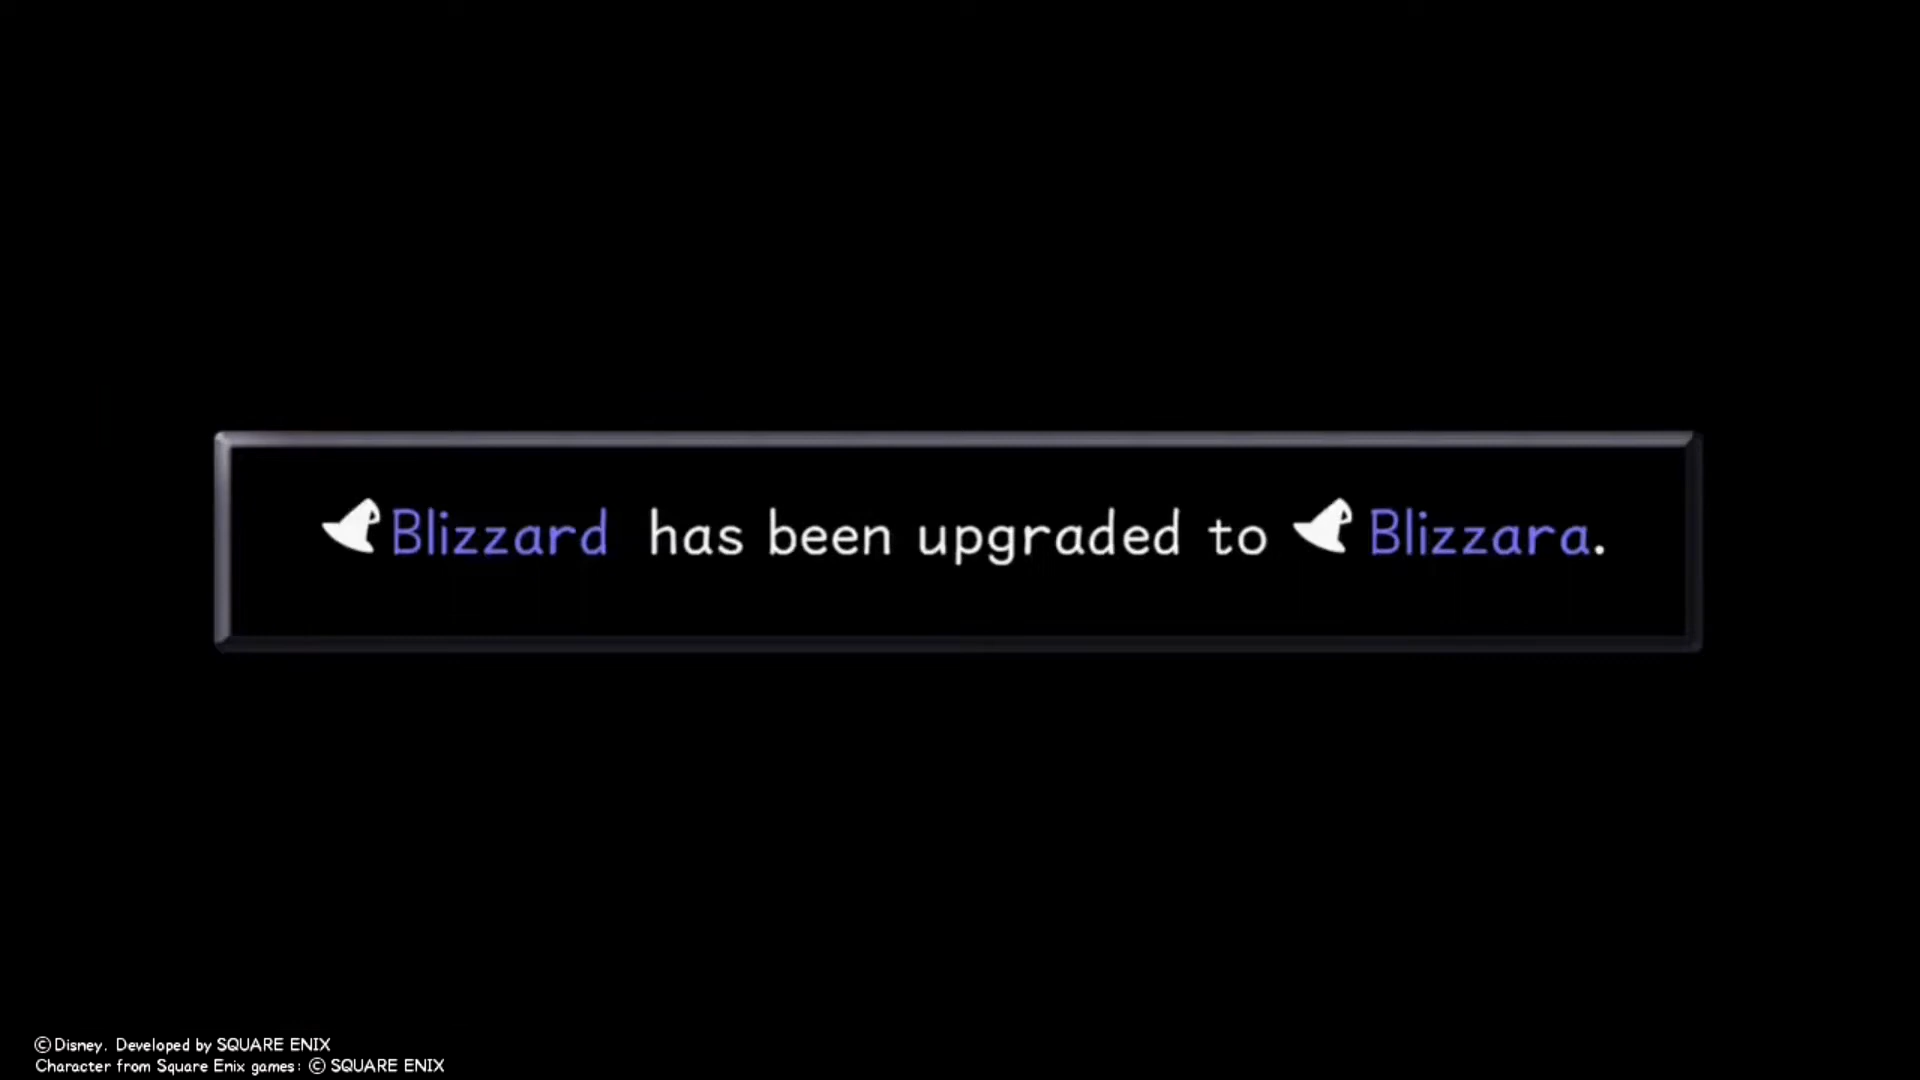 Blizzard has been upgraded to Blizzara.
©Disney. Developed by SQUARE ENIX
Character from Square Enix games: © SQUARE ENIX